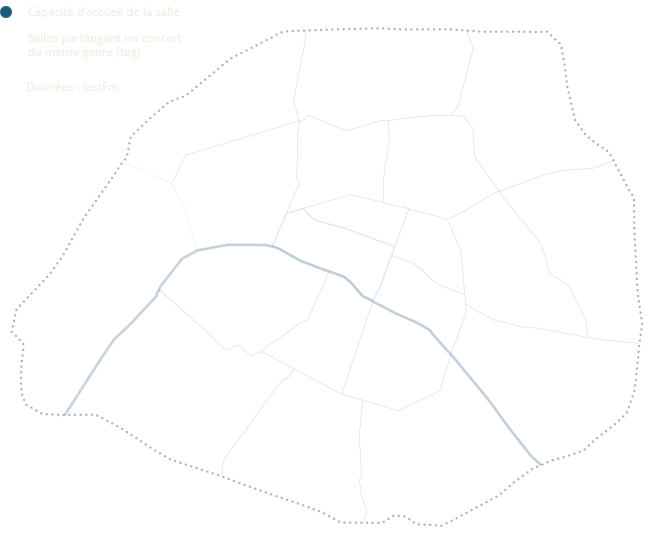 Capacité d'accueil de la salle
Salles partangant un concert
du meme genre (tag)
Données : lastFm